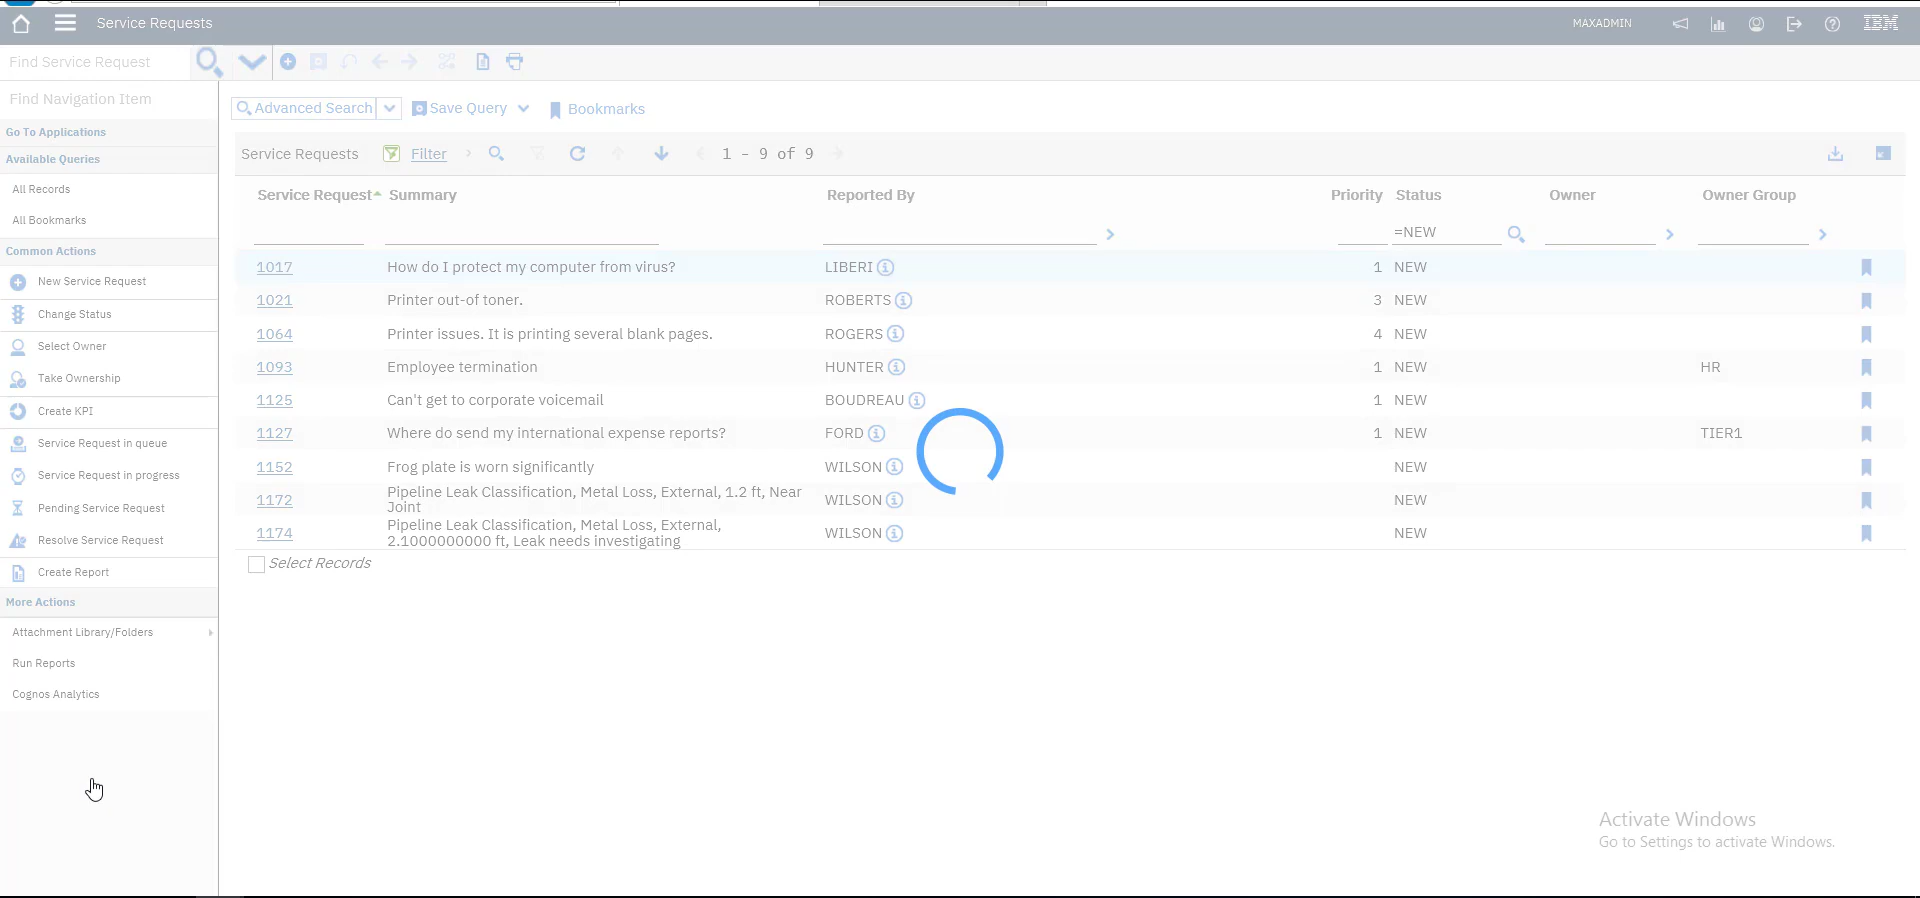 Service Requests
MAXADMIN
IBM
Find Service Request
Find Navigation Item
Go To Applications
Available Queries
All Records
All Bookmarks
Common Actions
New Service Request
Change Status
Select Owner
Take Ownership
Create KPI
Service Request in queue
Service Request in progress
Pending Service Request
Resolve Service Request
Create Report
More Actions
Attachment Library/Folders
Run Reports
Cognos Analytics
Advanced Search Save Query Bookmarks
Service Requests Filter 1 - 9 of 9
Service Request Summary Reported By Priority Status Owner Owner Group
=NEW
1017 How do I protect my computer from virus? LIBERI 1 NEW
1021 Printer out-of toner. ROBERTS 3 NEW
1064 Printer issues. It is printing several blank pages. ROGERS 4 NEW
1093 Employee termination HUNTER 1 NEW HR
1125 Can't get to corporate voicemail BOUDREAU 1 NEW
1127 Where do send my international expense reports? FORD 1 NEW TIER1
1152 Frog plate is worn significantly WILSON NEW
1172 Pipeline Leak Classification, Metal Loss, External, 1.2 ft, Near
Joint WILSON NEW
1174 Pipeline Leak Classification, Metal Loss, External,
2.1000000000 ft, Leak needs investigating WILSON NEW
Select Records
Activate Windows
Go to Settings to activate Windows.